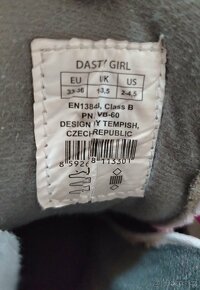 DASTY GIRL
EU UK US
33-36 13,5 2-4,5
EN13843, Class B
PN. VB-60
DESIGN BY TEMPISH,
CZECH REPUBLIC